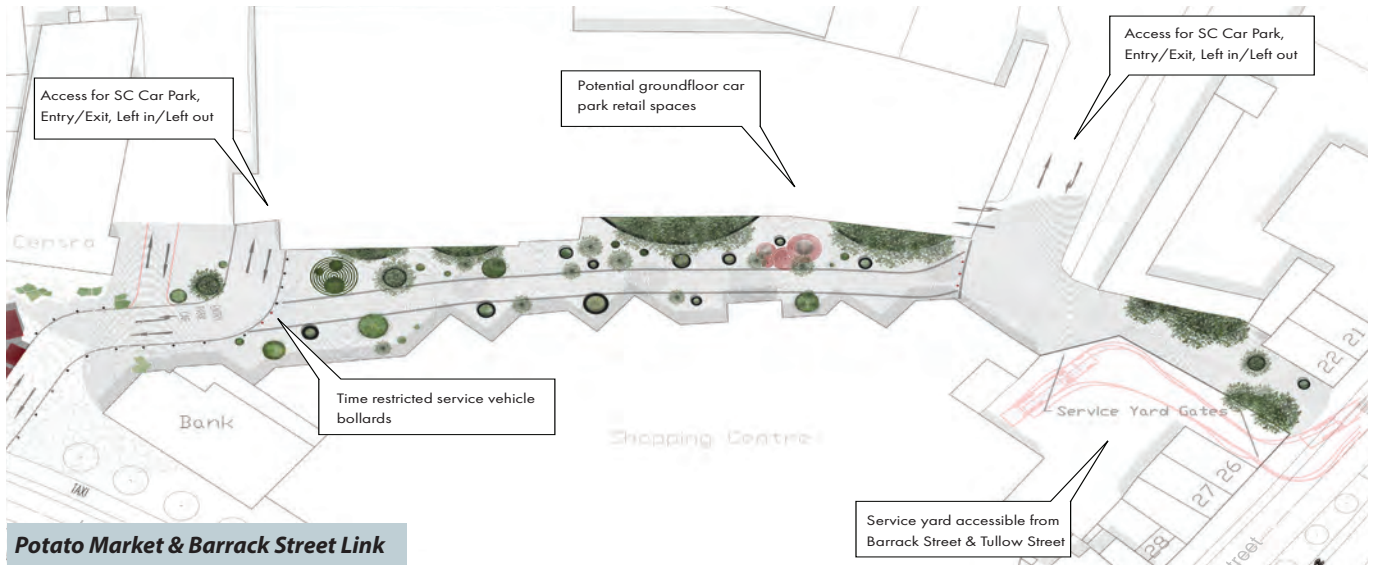 Access for SC Car Park,
Entry/Exit, Left in/Left out
Potential groundfloor car
park retail spaces
Access for SC Car Park,
Entry/Exit, Left in/Left out
Centra
Time restricted service vehicle
bollards
Bank
Shopping Centre
Service Yard Gates
21
22
26
27
28
TAXI
Service yard accessible from
Barrack Street & Tullow Street
Potato Market & Barrack Street Link